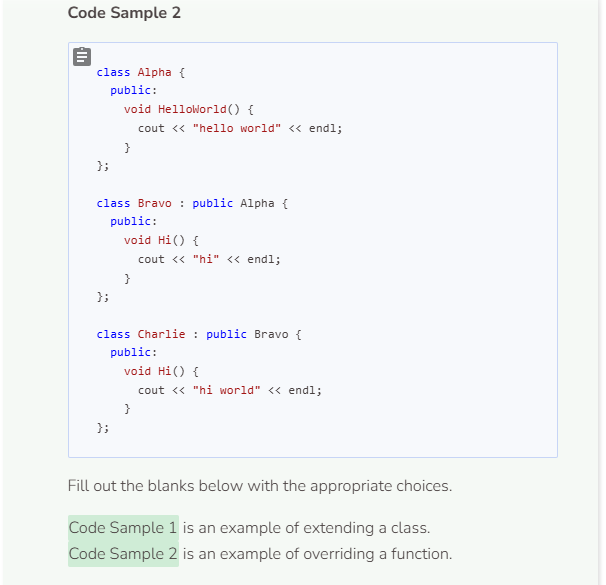 Code Sample 2
class Alpha {
  public:
    void HelloWorld() {
      cout << "hello world" << endl;
    }
};
class Bravo : public Alpha {
  public:
    void Hi() {
      cout << "hi" << endl;
    }
};
class Charlie : public Bravo {
  public:
    void Hi() {
      cout << "hi world" << endl;
    }
};
Fill out the blanks below with the appropriate choices.
Code Sample 1 is an example of extending a class.
Code Sample 2 is an example of overriding a function.